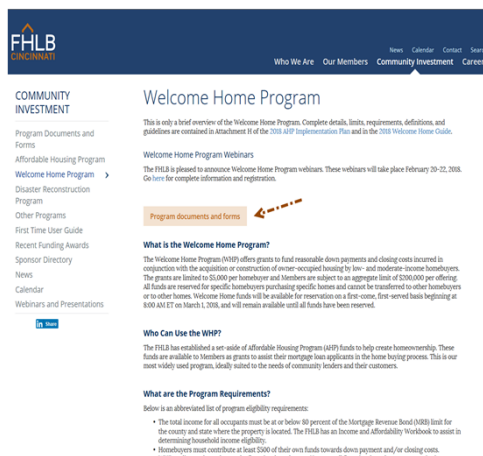 FHLB
CINCINNATI
News Calendar Contact Sear
Who We Are Our Members Community Investment Career
COMMUNITY
INVESTMENT
Program Documents and
Forms
Affordable Housing Program
Welcome Home Program >
Disaster Reconstruction
Program
Other Programs
First Time User Guide
Recent Funding Awards
Sponsor Directory
News
Calendar
Webinars and Presentations
in Share
Welcome Home Program
This is only a brief overview of the Welcome Home Program. Complete details, limits, requirements, definitions, and
guidelines are contained in Attachment H of the 2018 AHP Implementation Plan and in the 2018 Welcome Home Guide.
Welcome Home Program Webinars
The FHLB is pleased to announce Welcome Home Program webinars. These webinars will take place February 20-22, 2018.
Go here for complete information and registration.
Program documents and forms
What is the Welcome Home Program?
The Welcome Home Program (WHP) offers grants to fund reasonable down payments and closing costs incurred in
conjunction with the acquisition or construction of owner-occupied housing by low- and moderate-income homebuyers.
The grants are limited to $5,000 per homebuyer and Members are subject to an aggregate limit of $200,000 per offering.
All funds are reserved for specific homebuyers purchasing specific homes and cannot be transferred to other homebuyers
or to other homes. Welcome Home funds will be available for reservation on a first-come, first-served basis beginning at
8:00 AM ET on March 1, 2018, and will remain available until all funds have been reserved.
Who Can Use the WHP?
The FHLB has established a set-aside of Affordable Housing Program (AHP) funds to help create homeownership. These
funds are available to Members as grants to assist their mortgage loan applicants in the home buying process. This is our
most widely used program, ideally suited to the needs of community lenders and their customers.
What are the Program Requirements?
Below is an abbreviated list of program eligibility requirements:
• The total income for all occupants must be at or below 80 percent of the Mortgage Revenue Bond (MRB) limit for
the county and state where the property is located. The FHLB has an Income and Affordability Workbook to assist in
determining household income eligibility.
• Homebuyers must contribute at least $500 of their own funds towards down payment and/or closing costs.